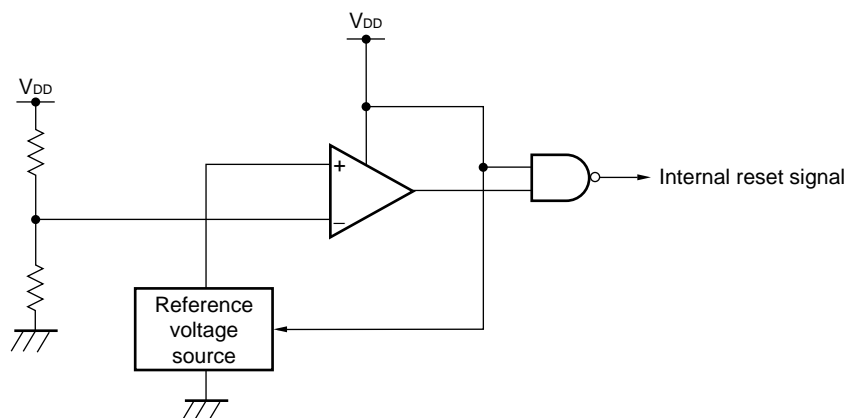 VDD
VDD
+
−
Internal reset signal
Reference
voltage
source